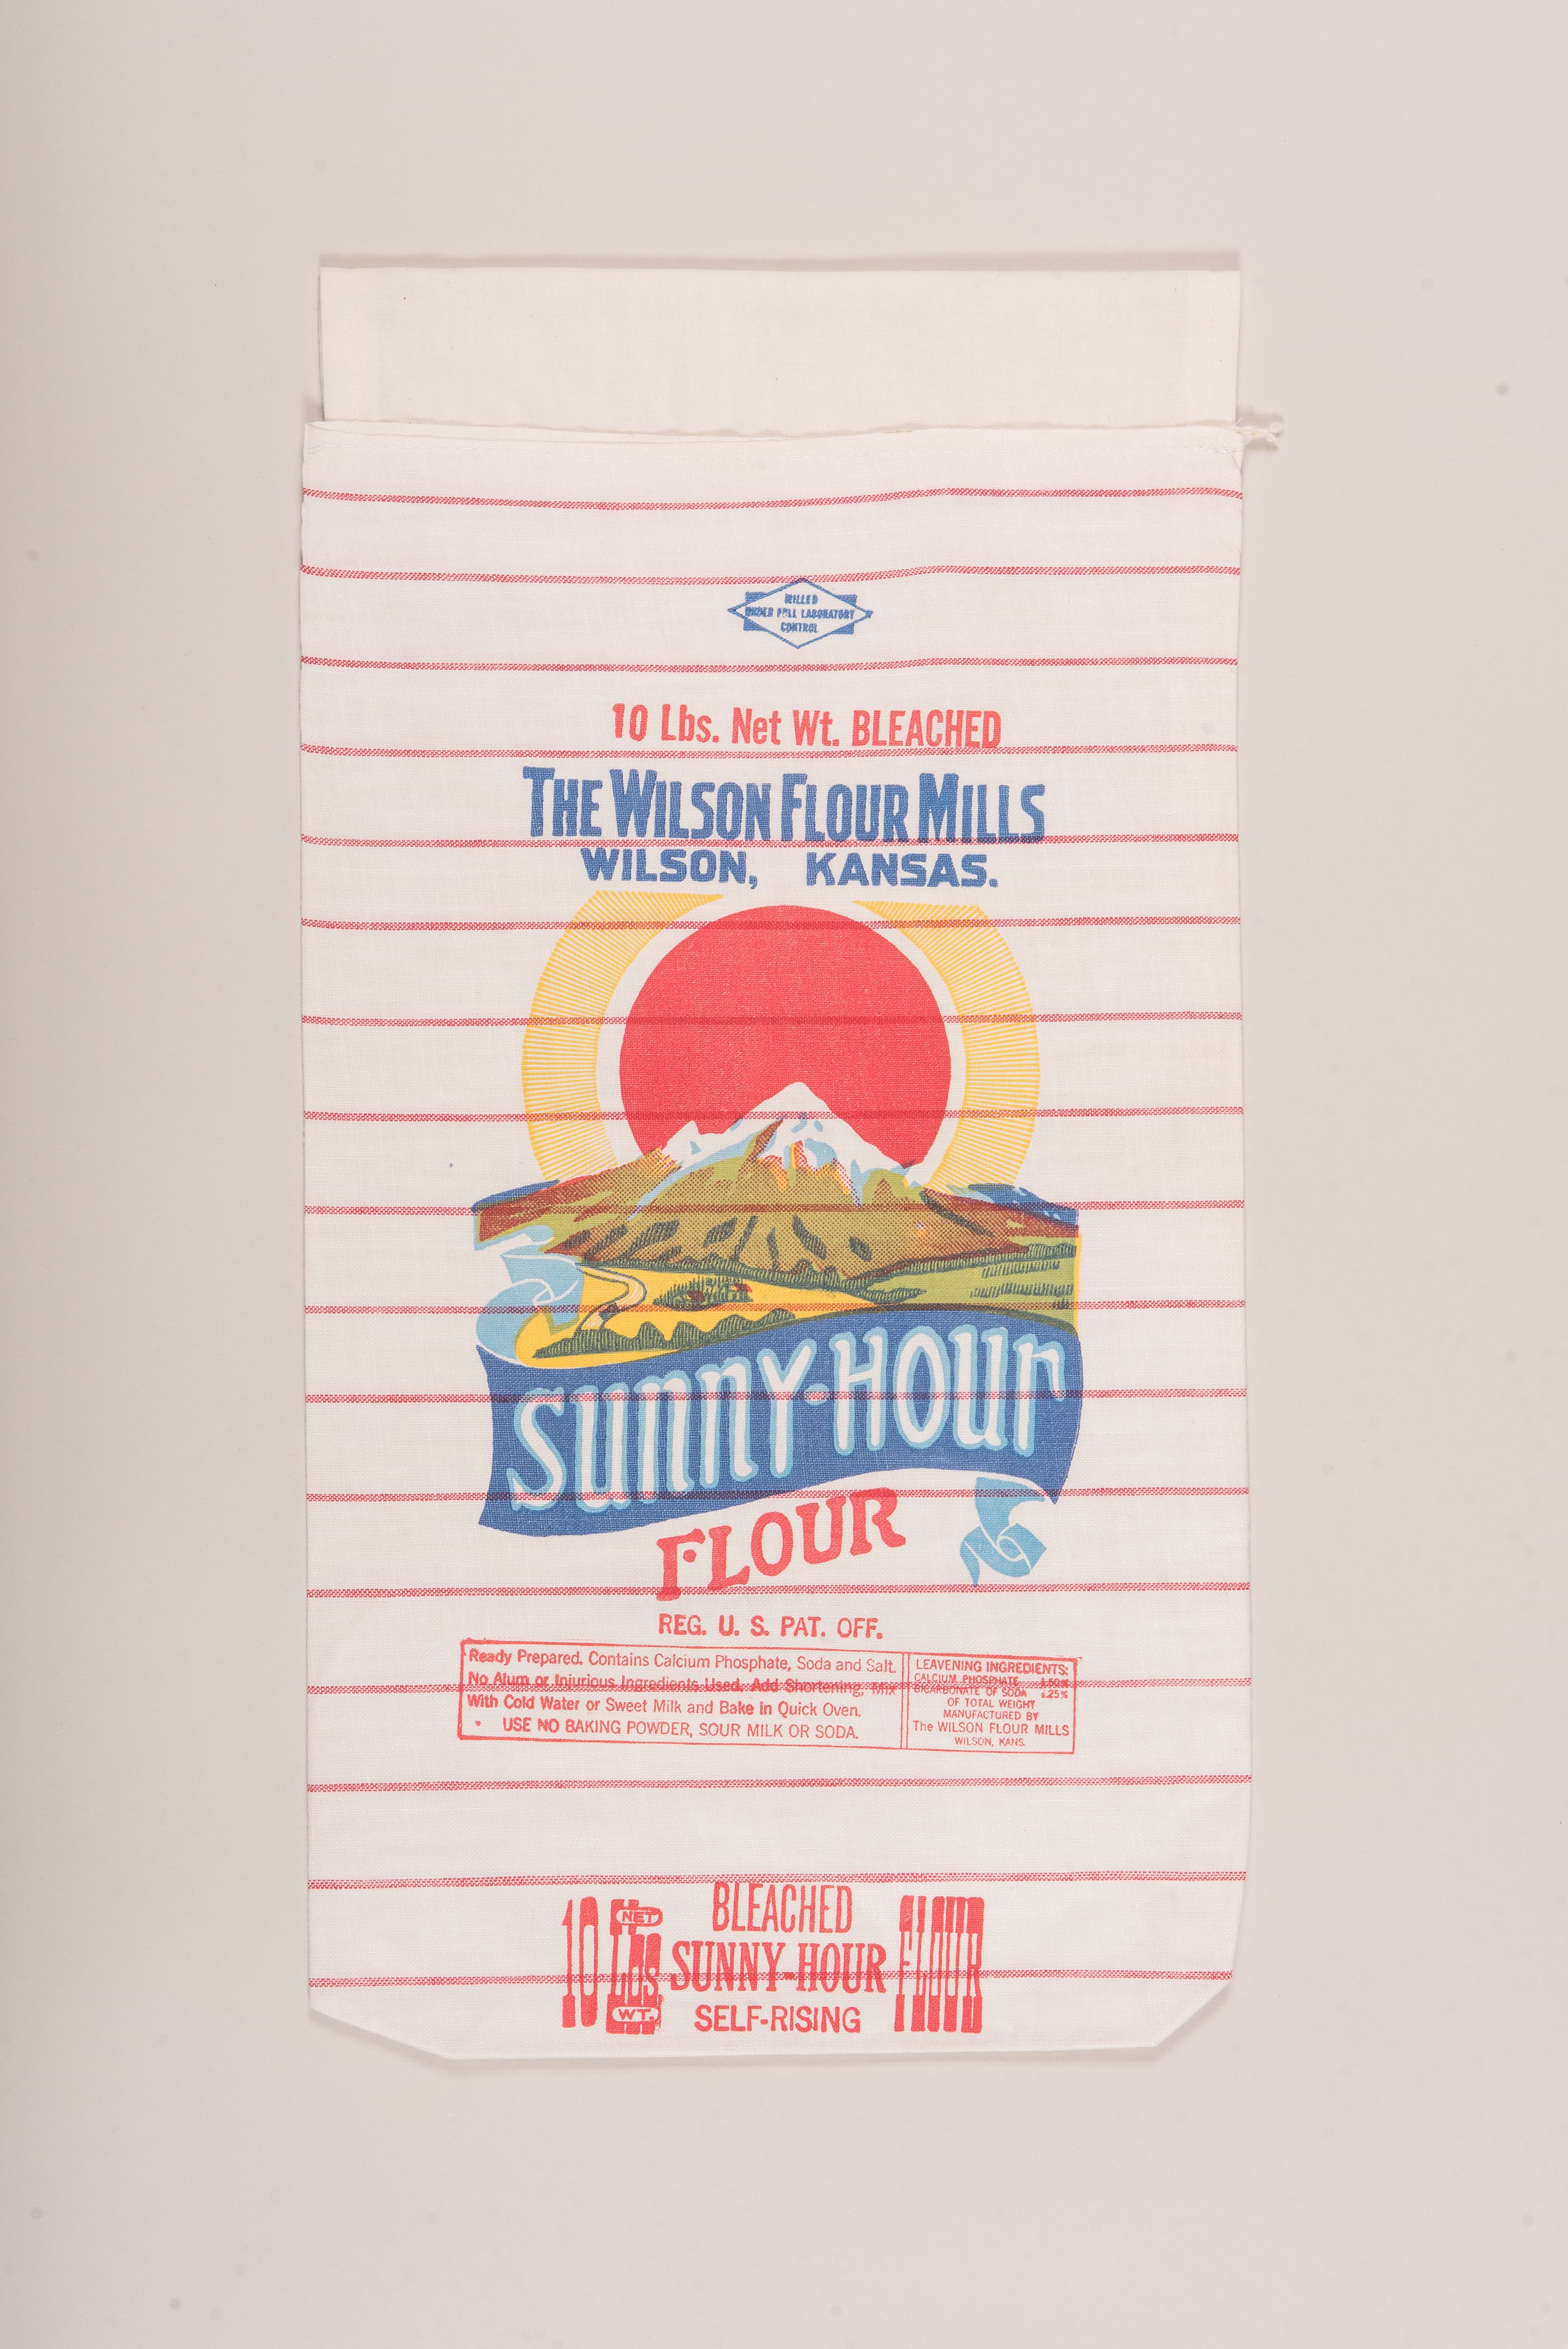 MILLED
UNDER FULL LABORATORY
CONTROL
10 Lbs. Net Wt. BLEACHED
THE WILSON FLOUR MILLS
WILSON, KANSAS.
SUNNY-HOUR
FLOUR
REG. U. S. PAT. OFF.
Ready Prepared. Contains Calcium Phosphate, Soda and Salt.
No Alum or Injurious Ingredients Used. Add Shortening, Mix
With Cold Water or Sweet Milk and Bake in Quick Oven.
USE NO BAKING POWDER, SOUR MILK OR SODA.
LEAVENING INGREDIENTS:
CALCIUM PHOSPHATE
BICARBONATE OF SODA 1.25%
OF TOTAL WEIGHT
MANUFACTURED BY
The WILSON FLOUR MILLS
WILSON, KANS.
10 Lbs. NET WT.
BLEACHED
SUNNY-HOUR
SELF-RISING
FLOUR